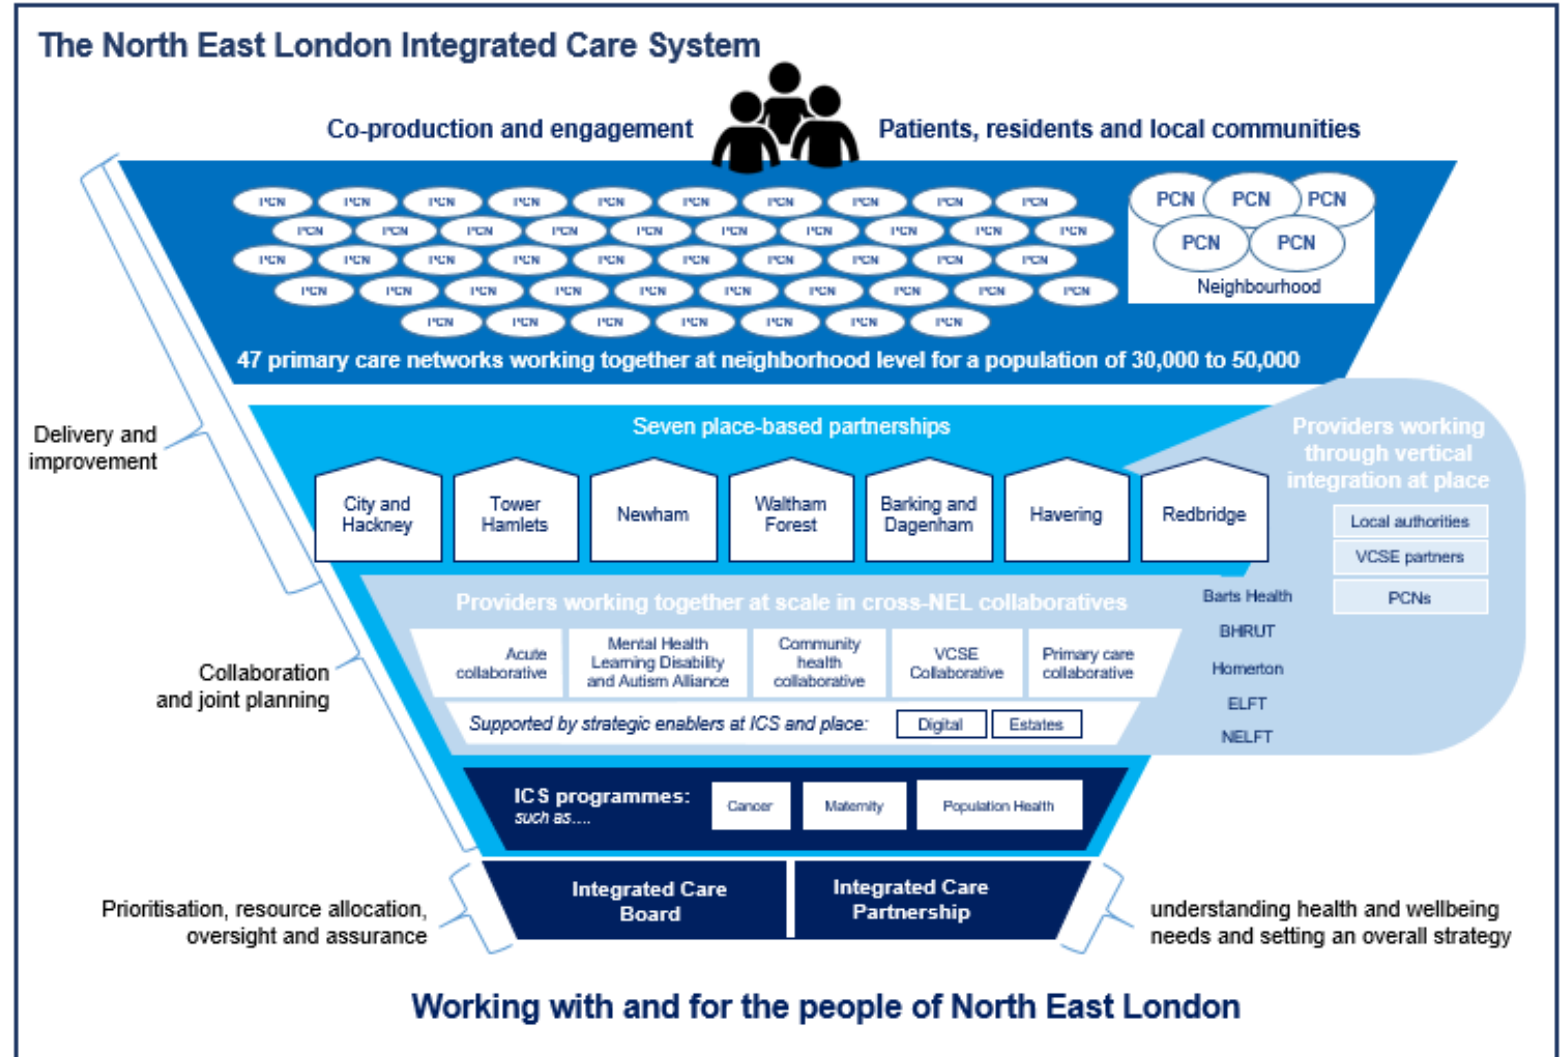 The North East London Integrated Care System
Co-production and engagement
Patients, residents and local communities
PCN PCN PCN PCN PCN PCN PCN PCN PCN PCN
PCN PCN PCN PCN PCN PCN PCN PCN PCN PCN
PCN PCN PCN PCN PCN PCN PCN PCN PCN PCN
PCN PCN PCN PCN PCN PCN PCN PCN PCN PCN
PCN PCN PCN PCN PCN PCN PCN
PCN PCN PCN
PCN PCN
Neighbourhood
47 primary care networks working together at neighborhood level for a population of 30,000 to 50,000
Delivery and
improvement
Seven place-based partnerships
City and
Hackney
Tower
Hamlets
Newham
Waltham
Forest
Barking and
Dagenham
Havering
Redbridge
Providers working
through vertical
integration at place
Local authorities
VCSE partners
PCNs
Barts Health
BHRUT
Homerton
ELFT
NELFT
Collaboration
and joint planning
Providers working together at scale in cross-NEL collaboratives
Acute
collaborative
Mental Health
Learning Disability
and Autism Alliance
Community
health
collaborative
VCSE
Collaborative
Primary care
collaborative
Supported by strategic enablers at ICS and place:
Digital
Estates
ICS programmes:
such as....
Cancer
Maternity
Population Health
Prioritisation, resource allocation,
oversight and assurance
Integrated Care
Board
Integrated Care
Partnership
understanding health and wellbeing
needs and setting an overall strategy
Working with and for the people of North East London